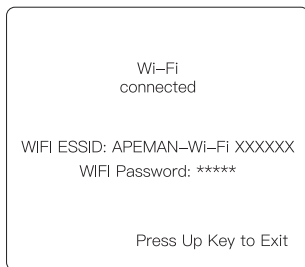 Wi–Fi
connected
WIFI ESSID: APEMAN–Wi–Fi XXXXXX
WIFI Password: *****
Press Up Key to Exit